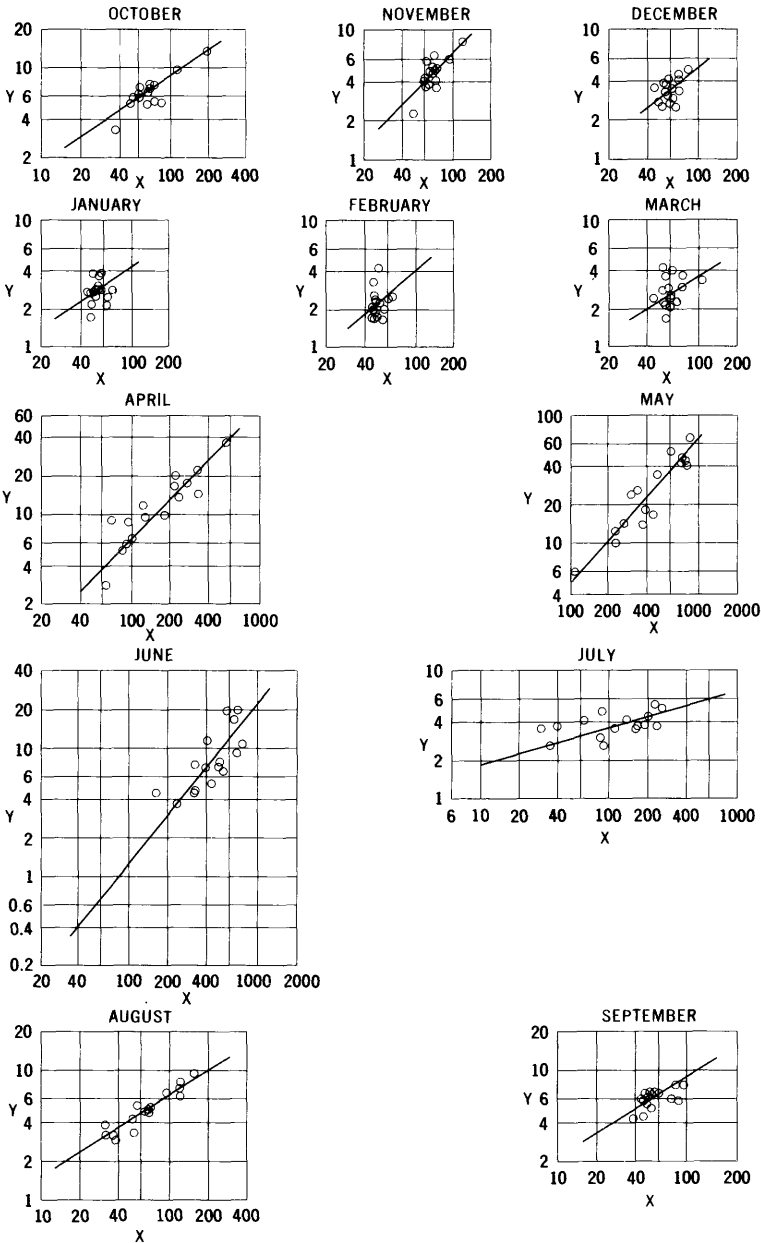 OCTOBER NOVEMBER DECEMBER
20 10 10
10 6 6
Y 6 Y 4 Y 4
4 2 2
2 1 1
10 20 40 100 200 400 20 40 100 200 20 40 100 200
X X X
JANUARY FEBRUARY MARCH
10 10 10
6 6 6
4 4 4
Y 2 Y 2 Y 2
1 1 1
20 40 100 200 20 40 100 200 20 40 100 200
X X X
APRIL MAY
60 100
40 60
20 40
Y 10 Y 20
6 10
4 6
2 4
20 40 100 200 400 1000 100 200 400 1000 2000
X X
JUNE JULY
40 10
20 6
10 4
6 Y 2
4 1
Y 2 6 10 20 40 100 200 400 1000
1 X
0.6
0.4
0.2
20 40 100 200 400 1000 2000
X
AUGUST SEPTEMBER
20 20
10 10
6 6
Y 4 Y 4
2 2
1 10 20 40 100 200
10 20 40 100 200 400 X
X